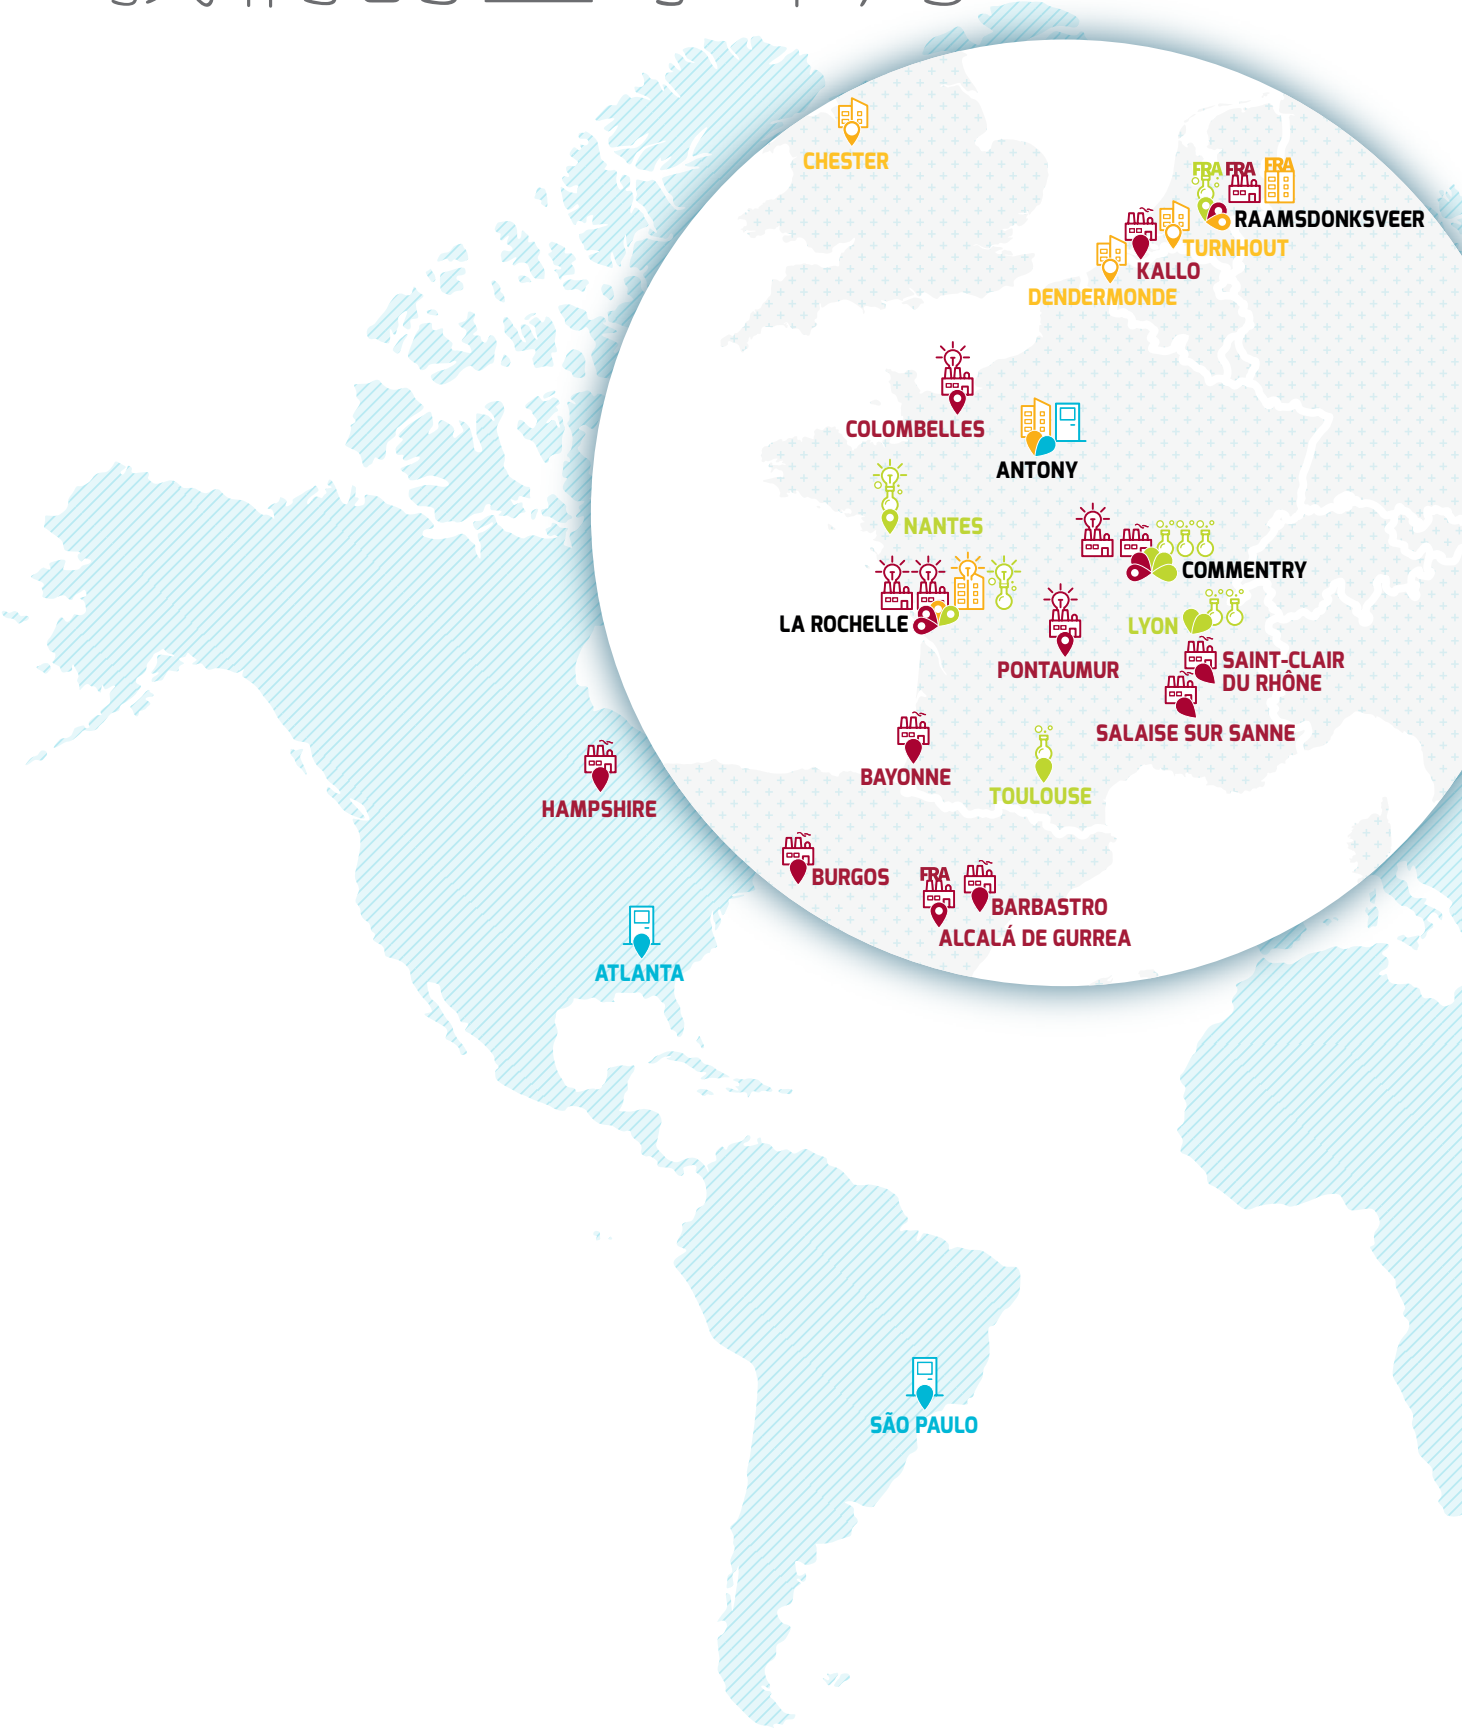 CHESTER
FRA FRA FRA
RAAMSDONKSVEER
TURNHOUT
KALLO
DENDERMONDE
COLOMBELLES
ANTONY
NANTES
COMMENTRY
LA ROCHELLE
LYON
PONTAUMUR
SAINT-CLAIR
DU RHÔNE
SALAISE SUR SANNE
BAYONNE
TOULOUSE
HAMPSHIRE
BURGOS
FRA
BARBASTRO
ALCALÁ DE GURREA
ATLANTA
SÃO PAULO